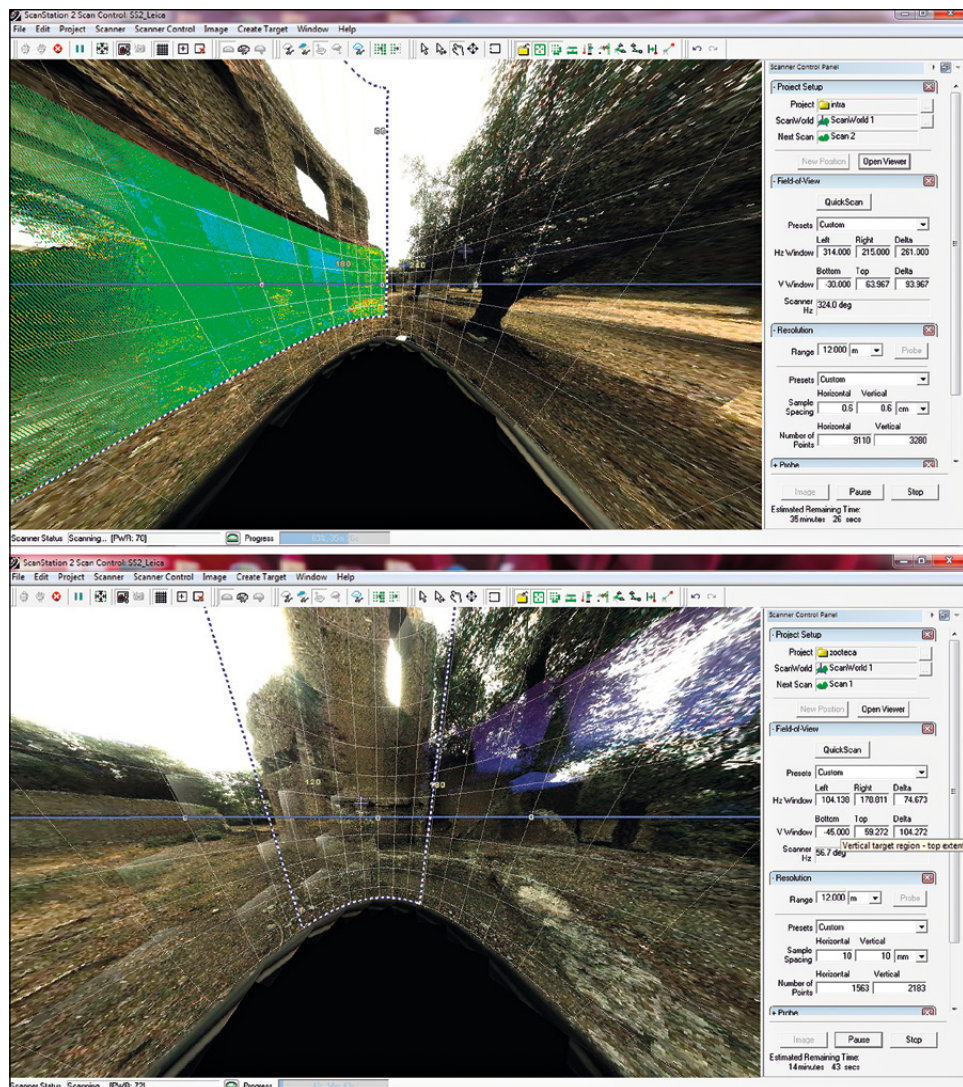 ScanStation 2 Scan Control: SS2_Leica
File Edit Project Scanner Scanner Control Image Create Target Window Help
Scanner Control Panel
- Project Setup
Project intra
ScanWorld ScanWorld 1
Next Scan Scan 2
New Position Open Viewer
- Field-of-View
QuickScan
Presets Custom
Left Right Delta
Hz Window 314.000 215.000 261.000
Bottom Top Delta
V Window -30.000 63.967 93.967
Scanner Hz 324.0 deg
- Resolution
Range 12.000 m Probe
Presets Custom
Horizontal Vertical
Sample Spacing 0.6 0.6 cm
Horizontal Vertical
Number of Points 9110 3280
+ Probe
Image Pause Stop
Estimated Remaining Time:
35 minutes 26 secs
Scanner Status Scanning... (PWR: 70) Progress
ScanStation 2 Scan Control: SS2_Leica
File Edit Project Scanner Scanner Control Image Create Target Window Help
Scanner Control Panel
- Project Setup
Project zooteca
ScanWorld ScanWorld 1
Next Scan Scan 1
New Position Open Viewer
- Field-of-View
QuickScan
Presets Custom
Left Right Delta
Hz Window 104.138 178.811 74.673
120
Bottom Top Delta
V Window -45.000 59.272 104.272
Vertical target region - top extent
Scanner Hz 56.7 deg
- Resolution
Range 12.000 m Probe
Presets Custom
Horizontal Vertical
Sample Spacing 10 10 mm
Horizontal Vertical
Number of Points 1563 2183
+ Probe
Image Pause Stop
Estimated Remaining Time:
14 minutes 43 secs
Scanner Status Scanning... (PWR: 72) Progress